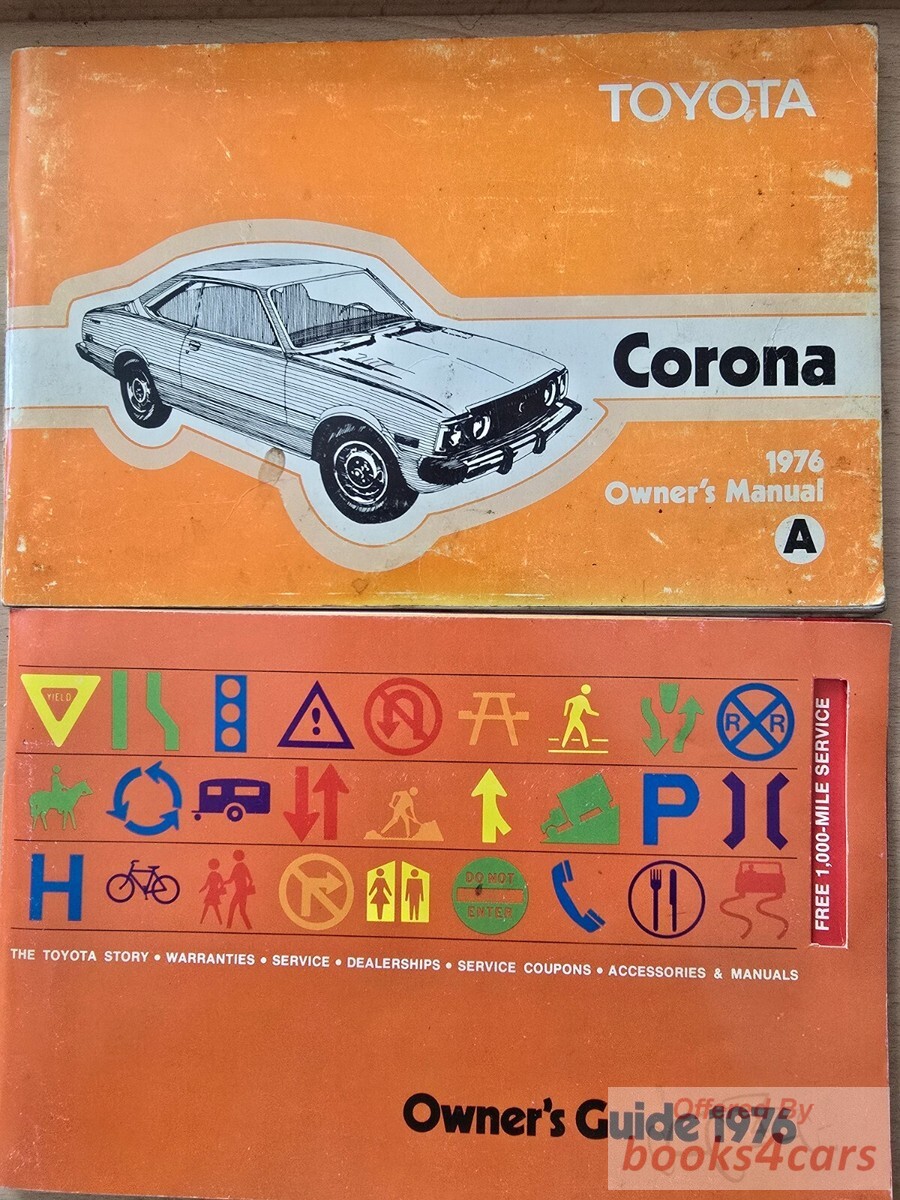 TOYOTA
Corona
1976
Owner's Manual
A
YIELD
R R
P
H
DO NOT
ENTER
FREE 1,000-MILE SERVICE
THE TOYOTA STORY • WARRANTIES • SERVICE • DEALERSHIPS • SERVICE COUPONS • ACCESSORIES & MANUALS
Owner's Guide 1976
Offered By
books4cars